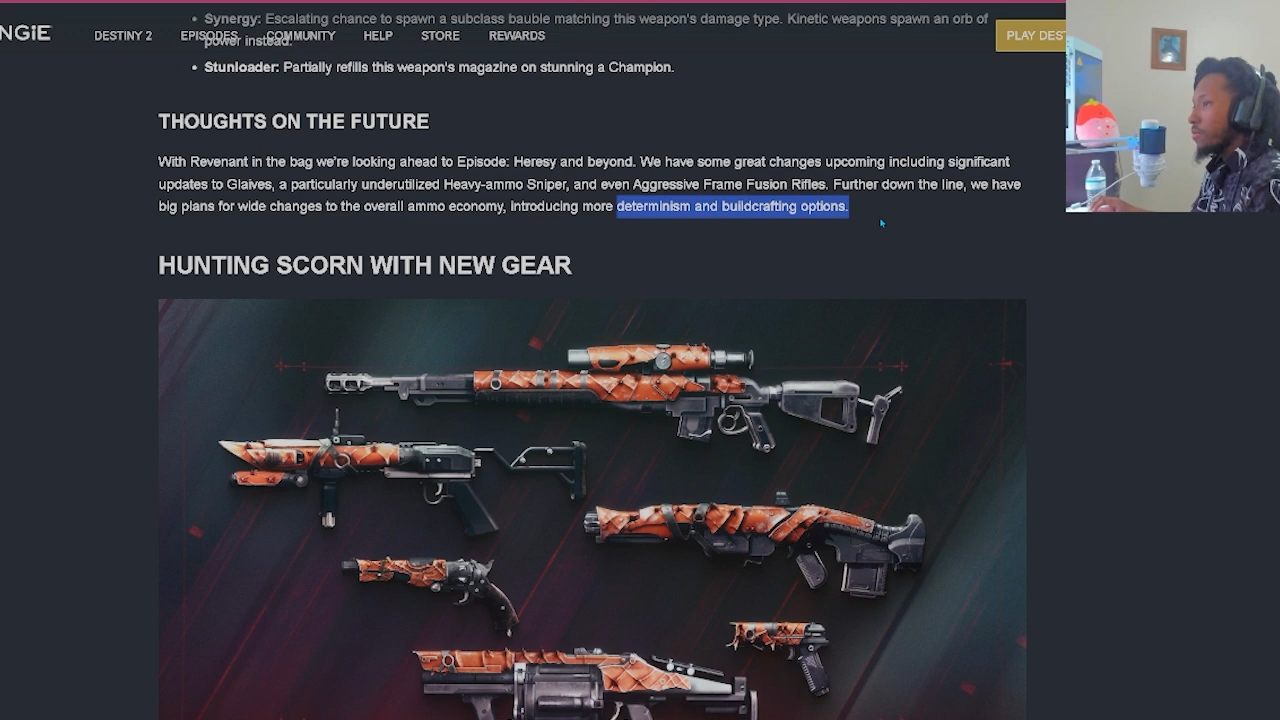 Synergy: Escalating chance to spawn a subclass bauble matching this weapon's damage type. Kinetic weapons spawn an orb of
NGiE DESTINY 2 EPISODES COMMUNITY HELP STORE REWARDS PLAY DEST
power instead.
Stunloader: Partially refills this weapon's magazine on stunning a Champion.
THOUGHTS ON THE FUTURE
With Revenant in the bag we're looking ahead to Episode: Heresy and beyond. We have some great changes upcoming including significant
updates to Glaives, a particularly underutilized Heavy-ammo Sniper, and even Aggressive Frame Fusion Rifles. Further down the line, we have
big plans for wide changes to the overall ammo economy, introducing more determinism and buildcrafting options.
HUNTING SCORN WITH NEW GEAR